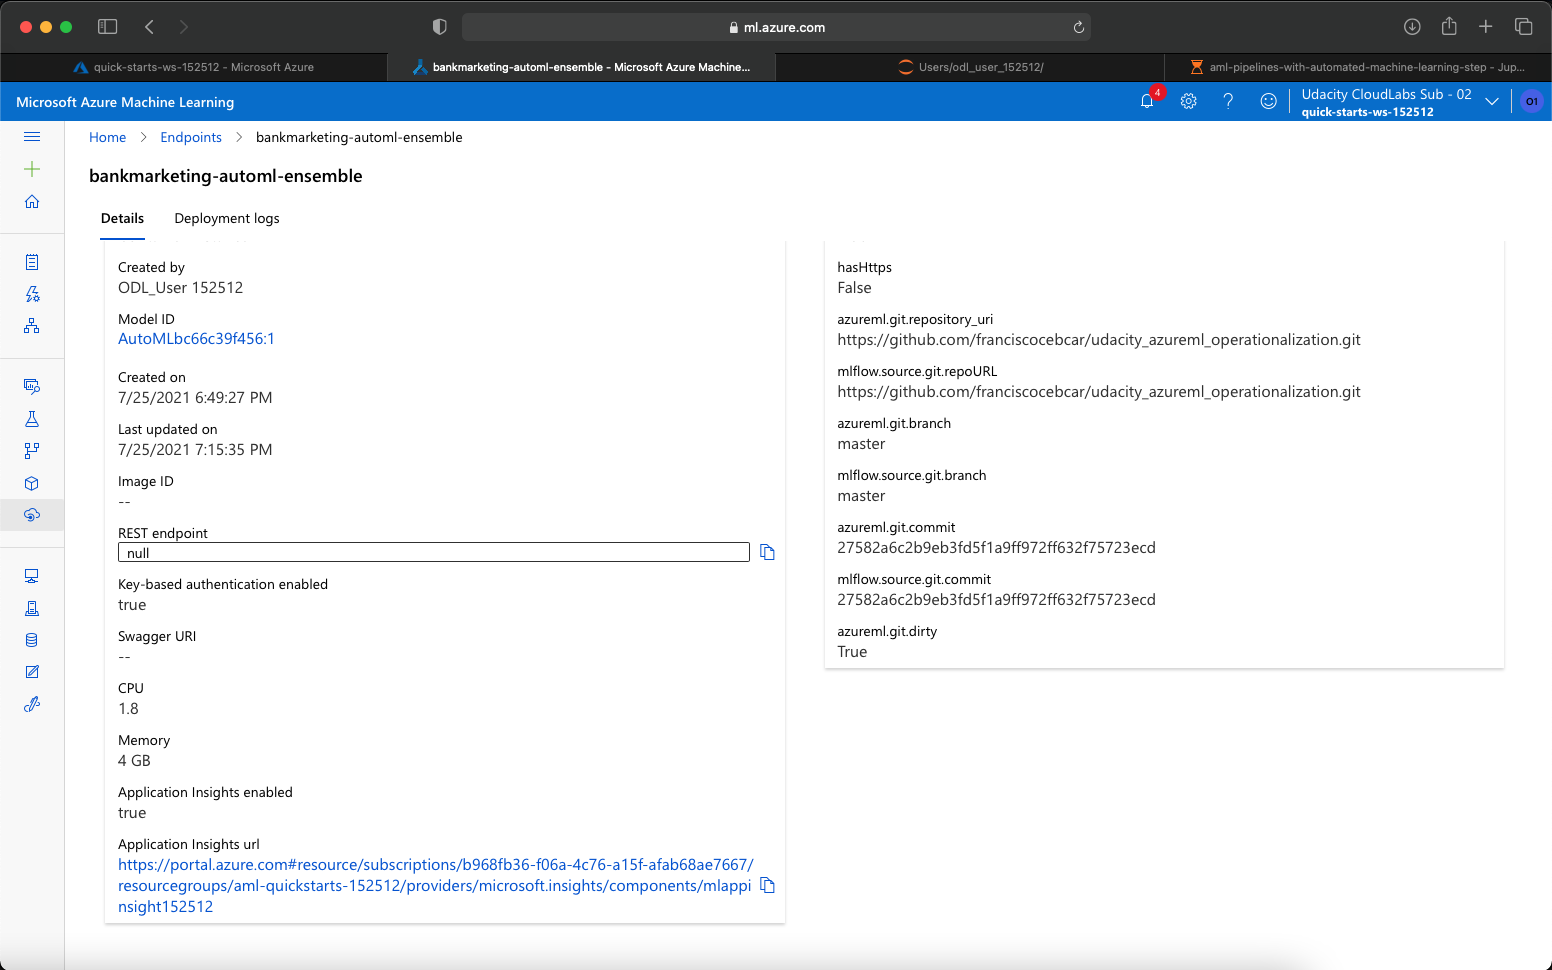 ml.azure.com
quick-starts-ws-152512 - Microsoft Azure
bankmarketing-automl-ensemble - Microsoft Azure Machine...
Users/odl_user_152512/
aml-pipelines-with-automated-machine-learning-step - Jup...
Microsoft Azure Machine Learning
4
?
Udacity CloudLabs Sub - 02
quick-starts-ws-152512
O1
Home > Endpoints > bankmarketing-automl-ensemble
bankmarketing-automl-ensemble
Details
Deployment logs
Created by
ODL_User 152512
Model ID
AutoMLbc66c39f456:1
Created on
7/25/2021 6:49:27 PM
Last updated on
7/25/2021 7:15:35 PM
Image ID
--
REST endpoint
null
Key-based authentication enabled
true
Swagger URI
--
CPU
1.8
Memory
4 GB
Application Insights enabled
true
Application Insights url
https://portal.azure.com#resource/subscriptions/b968fb36-f06a-4c76-a15f-afab68ae7667/
resourcegroups/aml-quickstarts-152512/providers/microsoft.insights/components/mlappi
nsight152512
hasHttps
False
azureml.git.repository_uri
https://github.com/franciscocebcar/udacity_azureml_operationalization.git
mlflow.source.git.repoURL
https://github.com/franciscocebcar/udacity_azureml_operationalization.git
azureml.git.branch
master
mlflow.source.git.branch
master
azureml.git.commit
27582a6c2b9eb3fd5f1a9ff972ff632f75723ecd
mlflow.source.git.commit
27582a6c2b9eb3fd5f1a9ff972ff632f75723ecd
azureml.git.dirty
True